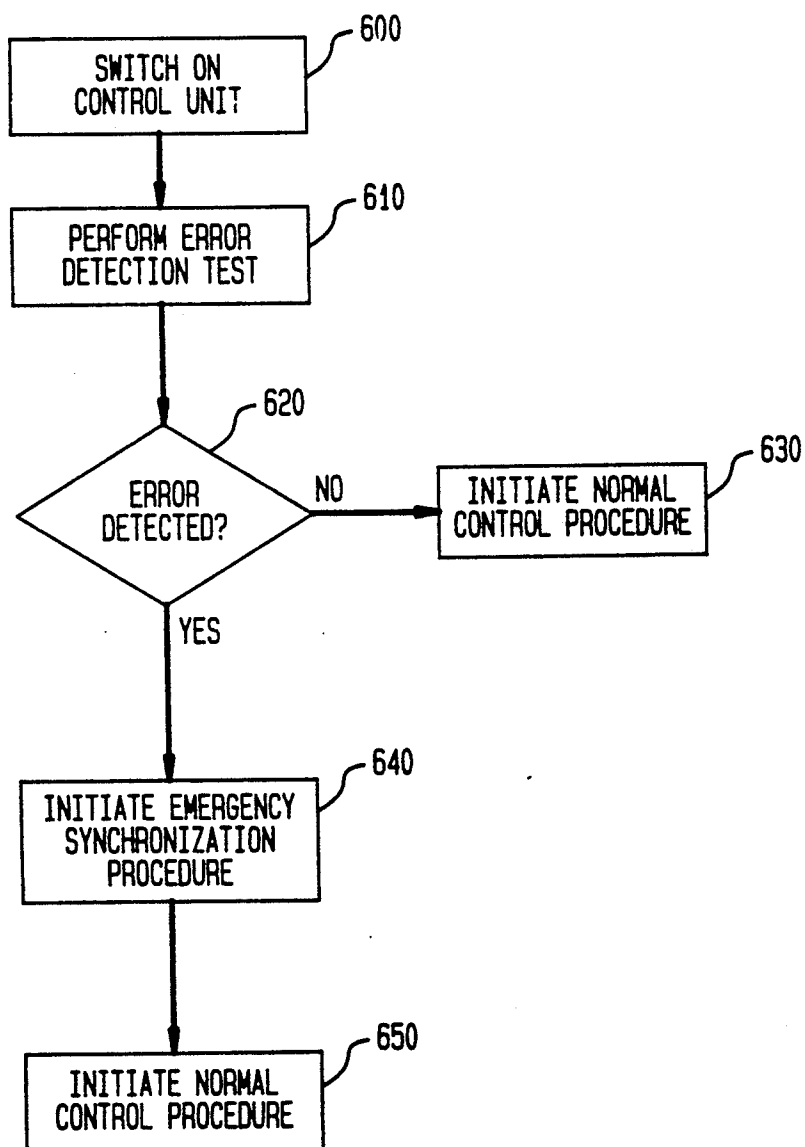 600
SWITCH ON
CONTROL UNIT
610
PERFORM ERROR
DETECTION TEST
620
ERROR
DETECTED?
NO
630
INITIATE NORMAL
CONTROL PROCEDURE
YES
640
INITIATE EMERGENCY
SYNCHRONIZATION
PROCEDURE
650
INITIATE NORMAL
CONTROL PROCEDURE